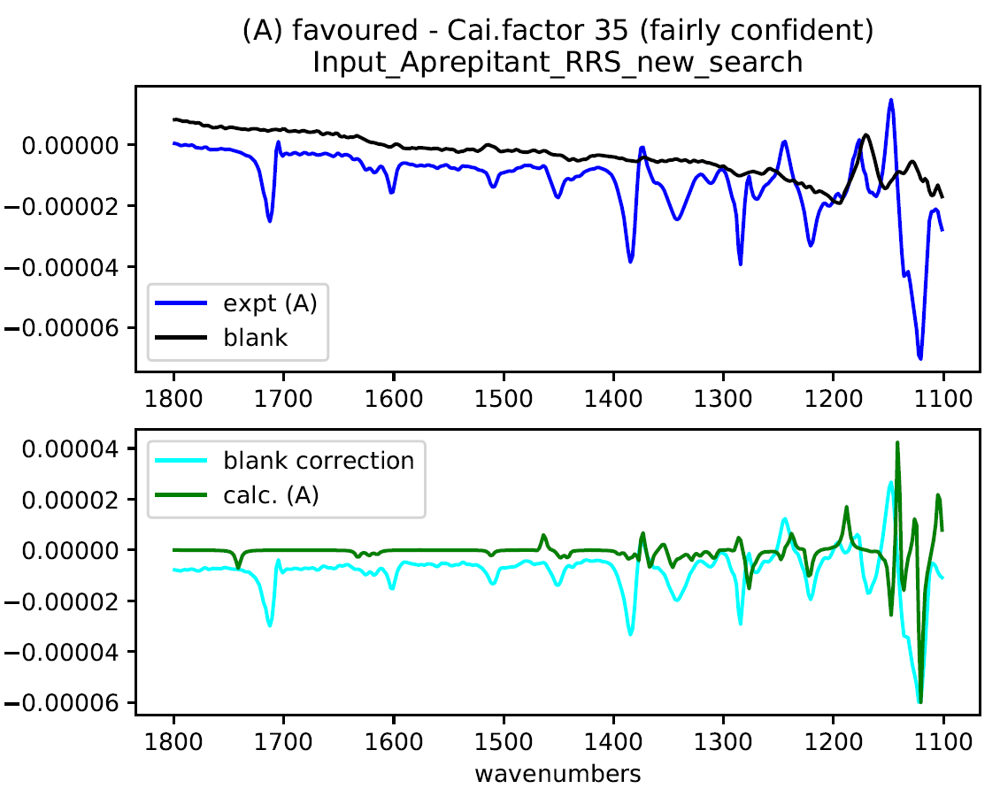 (A) favoured - Cai.factor 35 (fairly confident)
Input_Aprepitant_RRS_new_search
0.00000
−0.00002
−0.00004
−0.00006
expt (A)
blank
1800 1700 1600 1500 1400 1300 1200 1100
0.00004
0.00002
0.00000
−0.00002
−0.00004
−0.00006
blank correction
calc. (A)
1800 1700 1600 1500 1400 1300 1200 1100
wavenumbers